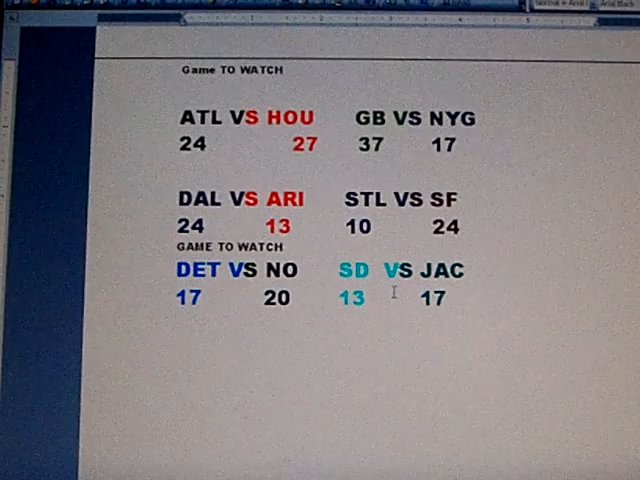 Game TO WATCH
ATL VS HOU GB VS NYG
24 27 37 17
DAL VS ARI STL VS SF
24 13 10 24
GAME TO WATCH
DET VS NO SD VS JAC
17 20 13 17